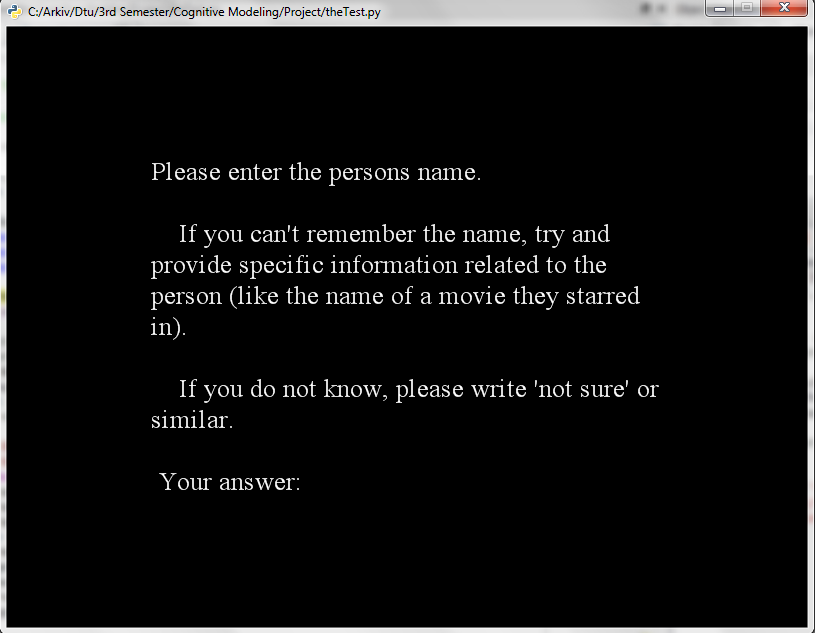 C:/Arkiv/Dtu/3rd Semester/Cognitive Modeling/Project/theTest.py
Please enter the persons name.
If you can't remember the name, try and
provide specific information related to the
person (like the name of a movie they starred
in).
If you do not know, please write 'not sure' or
similar.
Your answer: